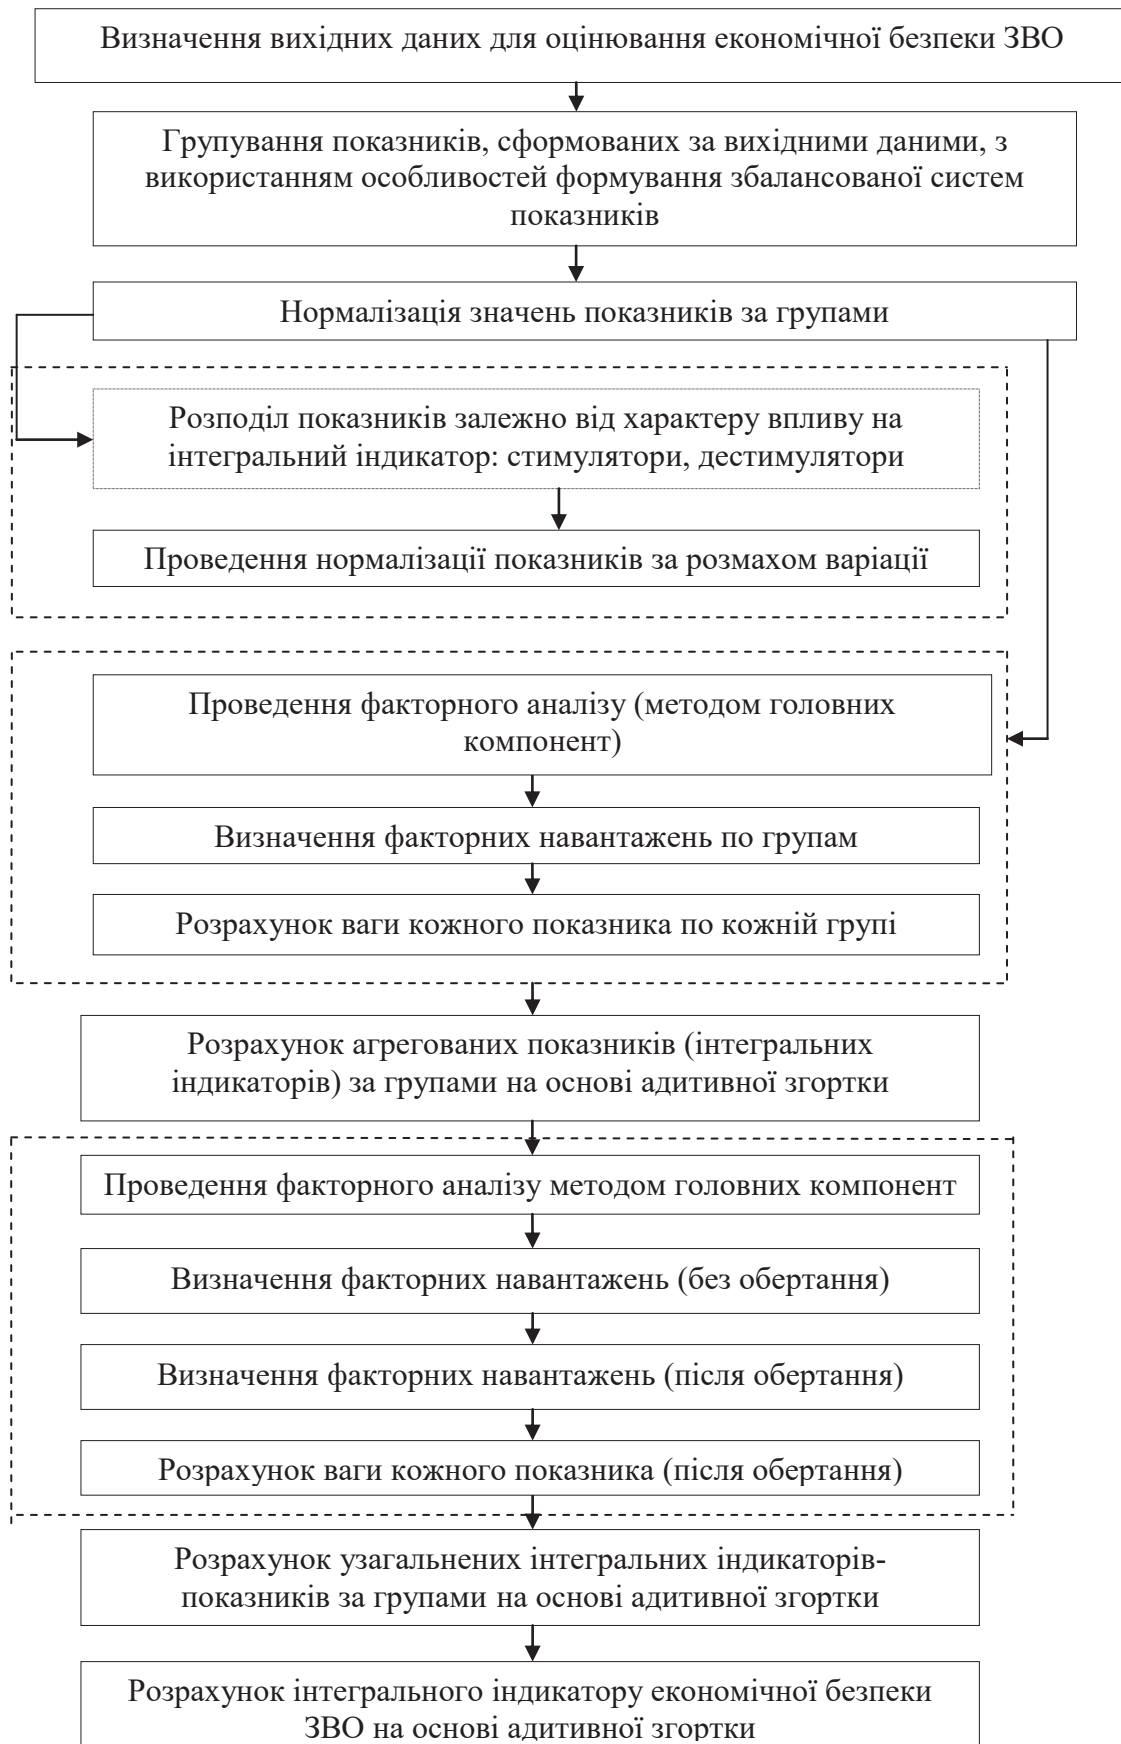 Визначення вихідних даних для оцінювання економічної безпеки ЗВО
Групування показників, сформованих за вихідними даними, з
використанням особливостей формування збалансованої систем
показників
Нормалізація значень показників за групами
Розподіл показників залежно від характеру впливу на
інтегральний індикатор: стимулятори, дестимулятори
Проведення нормалізації показників за розмахом варіації
Проведення факторного аналізу (методом головних
компонент)
Визначення факторних навантажень по групам
Розрахунок ваги кожного показника по кожній групі
Розрахунок агрегованих показників (інтегральних
індикаторів) за групами на основі адитивної згортки
Проведення факторного аналізу методом головних компонент
Визначення факторних навантажень (без обертання)
Визначення факторних навантажень (після обертання)
Розрахунок ваги кожного показника (після обертання)
Розрахунок узагальнених інтегральних індикаторів-
показників за групами на основі адитивної згортки
Розрахунок інтегрального індикатору економічної безпеки
ЗВО на основі адитивної згортки